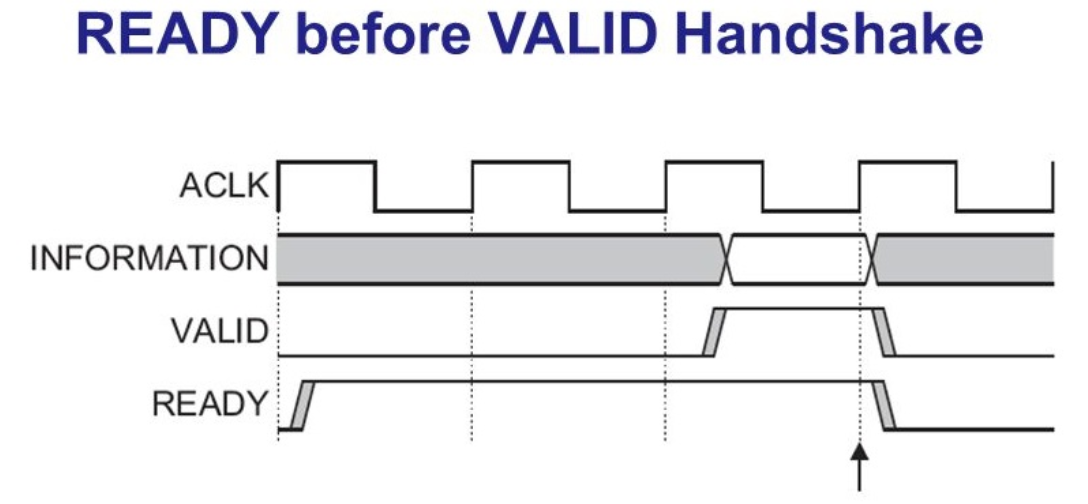 READY before VALID Handshake
ACLK
INFORMATION
VALID
READY